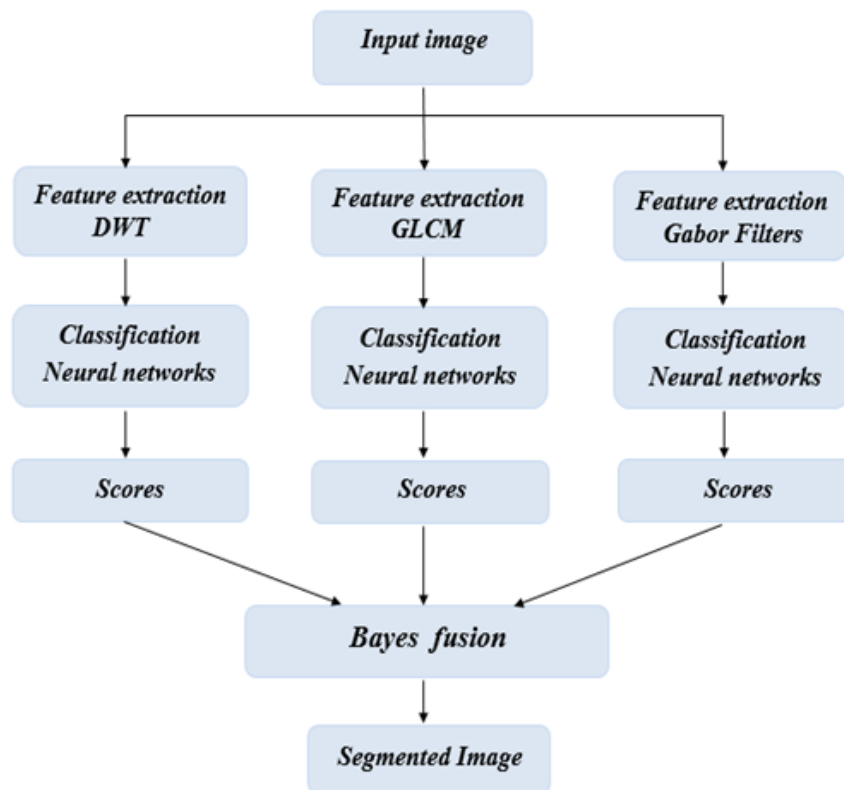 Input image
Feature extraction
DWT
Feature extraction
GLCM
Feature extraction
Gabor Filters
Classification
Neural networks
Classification
Neural networks
Classification
Neural networks
Scores
Scores
Scores
Bayes fusion
Segmented Image